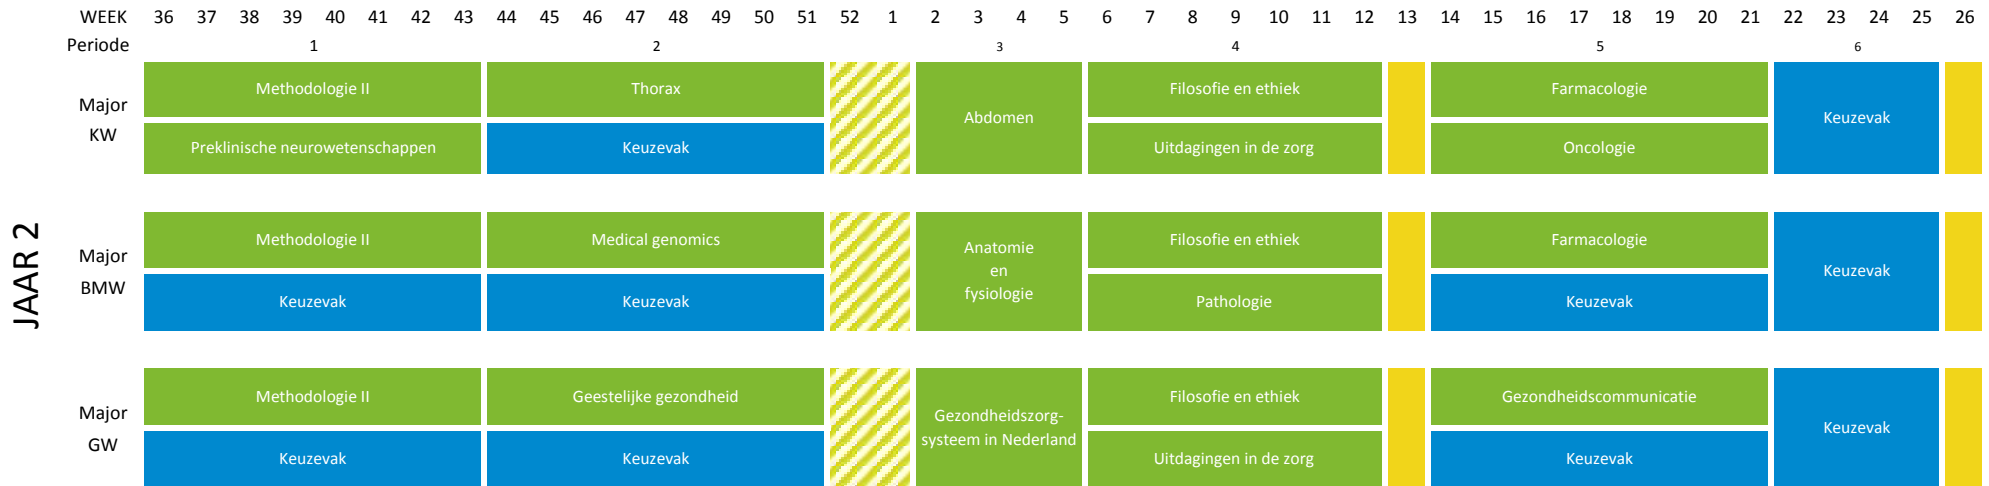 WEEK 36 37 38 39 40 41 42 43 44 45 46 47 48 49 50 51 52 1 2 3 4 5 6 7 8 9 10 11 12 13 14 15 16 17 18 19 20 21 22 23 24 25 26
Periode 1 2 3 4 5 6
JAAR 2
Major
KW
Methodologie II
Preklinische neurowetenschappen
Thorax
Keuzevak
Abdomen
Filosofie en ethiek
Uitdagingen in de zorg
Farmacologie
Oncologie
Keuzevak
Major
BMW
Methodologie II
Keuzevak
Medical genomics
Keuzevak
Anatomie
en
fysiologie
Filosofie en ethiek
Pathologie
Farmacologie
Keuzevak
Keuzevak
Major
GW
Methodologie II
Keuzevak
Geestelijke gezondheid
Keuzevak
Gezondheidszorg-
systeem in Nederland
Filosofie en ethiek
Uitdagingen in de zorg
Gezondheidscommunicatie
Keuzevak
Keuzevak